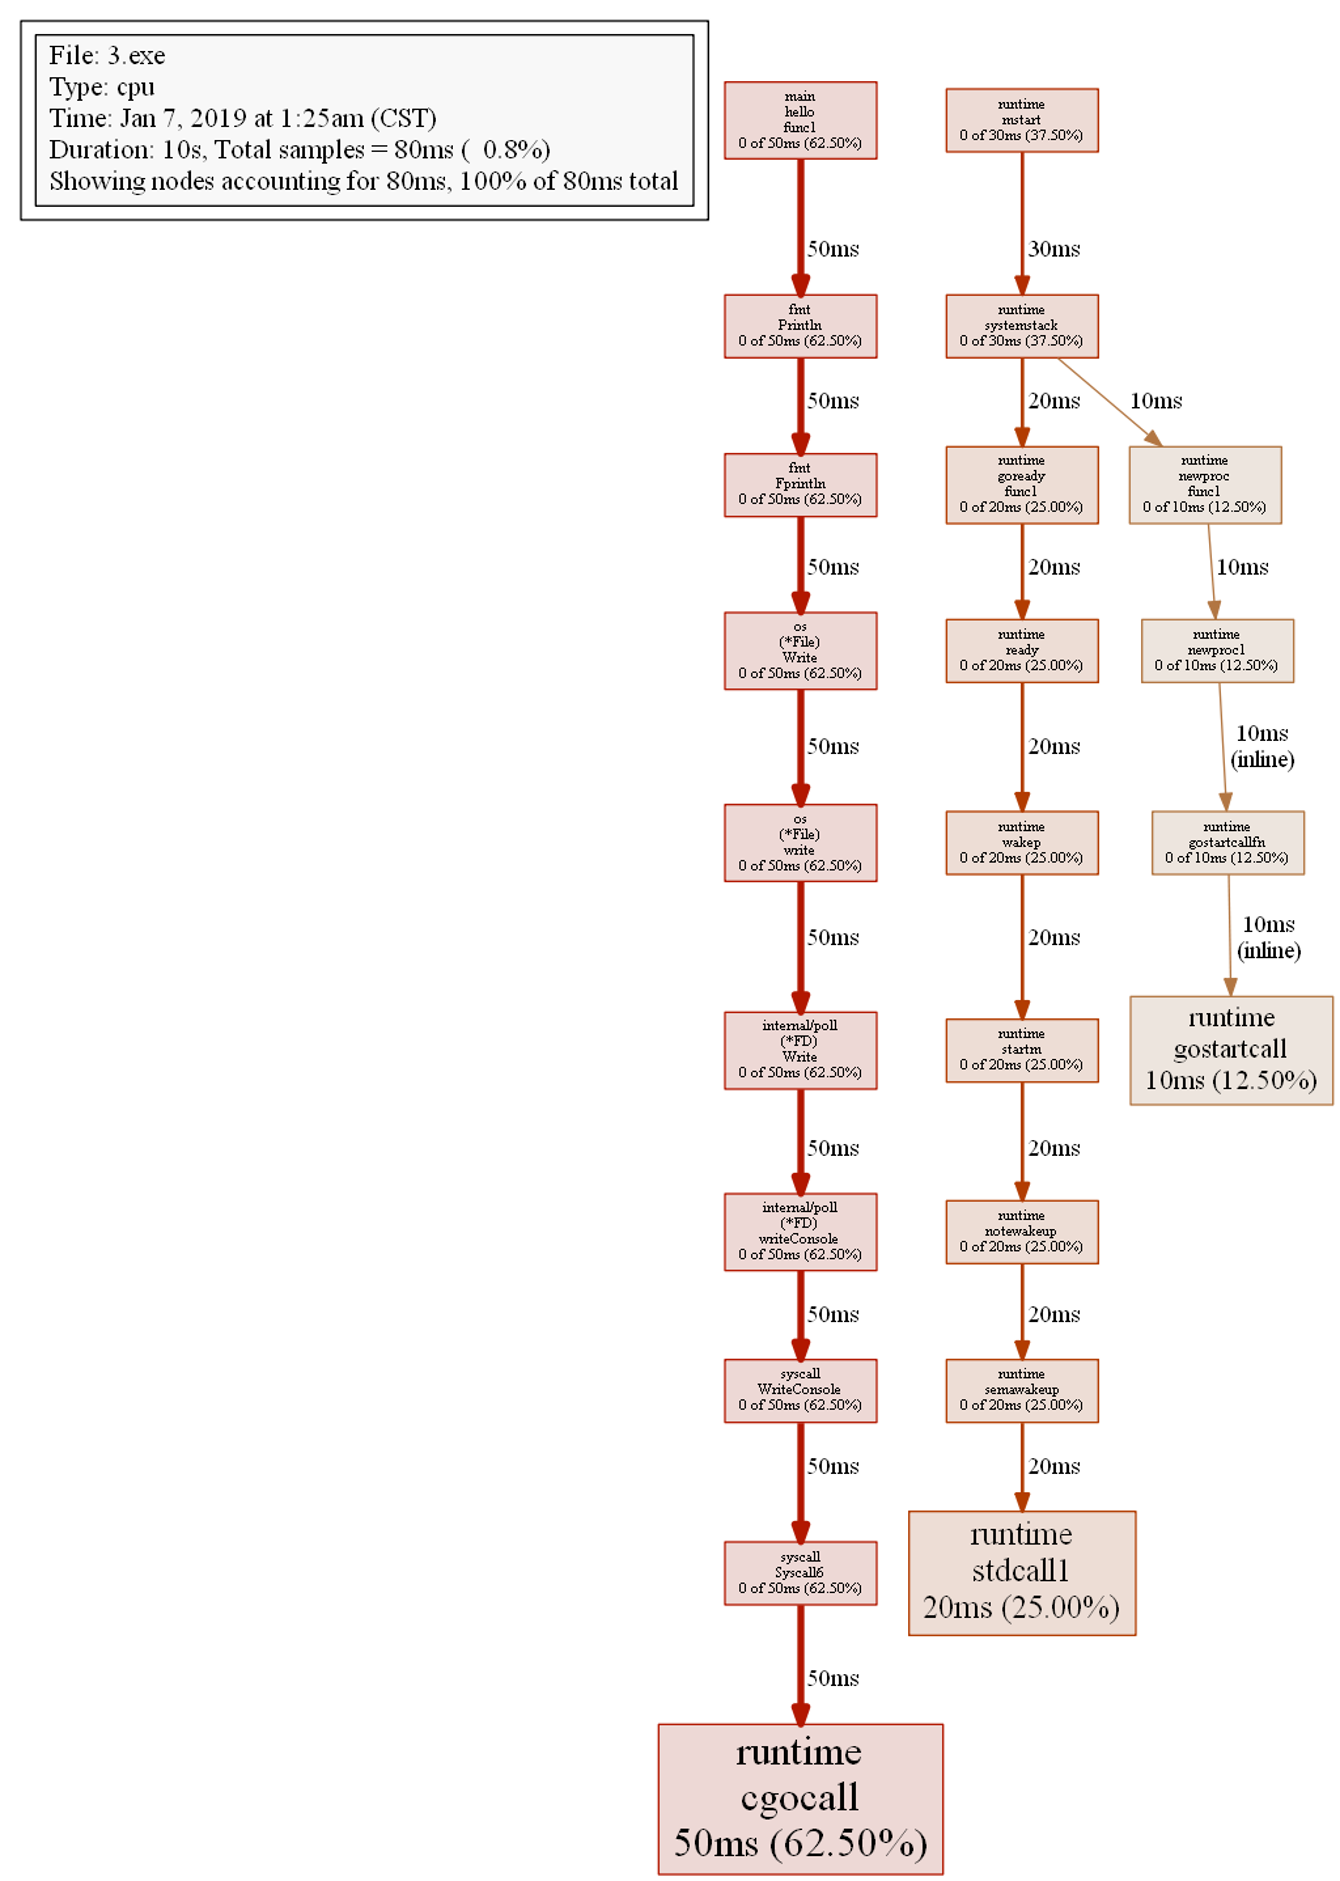 File: 3.exe
Type: cpu
Time: Jan 7, 2019 at 1:25am (CST)
Duration: 10s, Total samples = 80ms (  0.8%)
Showing nodes accounting for 80ms, 100% of 80ms total
main
hello
func1
0 of 50ms (62.50%)
runtime
mstart
0 of 30ms (37.50%)
50ms
30ms
fmt
Println
0 of 50ms (62.50%)
runtime
systemstack
0 of 30ms (37.50%)
50ms
20ms
10ms
fmt
Fprintln
0 of 50ms (62.50%)
runtime
goready
func1
0 of 20ms (25.00%)
runtime
newproc
func1
0 of 10ms (12.50%)
50ms
20ms
10ms
os
(*File)
Write
0 of 50ms (62.50%)
runtime
ready
0 of 20ms (25.00%)
runtime
newproc1
0 of 10ms (12.50%)
50ms
20ms
10ms
(inline)
os
(*File)
write
0 of 50ms (62.50%)
runtime
wakep
0 of 20ms (25.00%)
runtime
gostartcallfn
0 of 10ms (12.50%)
50ms
20ms
10ms
(inline)
internal/poll
(*FD)
Write
0 of 50ms (62.50%)
runtime
startm
0 of 20ms (25.00%)
runtime
gostartcall
10ms (12.50%)
50ms
20ms
internal/poll
(*FD)
writeConsole
0 of 50ms (62.50%)
runtime
notewakeup
0 of 20ms (25.00%)
50ms
20ms
syscall
WriteConsole
0 of 50ms (62.50%)
runtime
semawakeup
0 of 20ms (25.00%)
50ms
20ms
syscall
Syscall6
0 of 50ms (62.50%)
runtime
stdcall1
20ms (25.00%)
50ms
runtime
cgocall
50ms (62.50%)